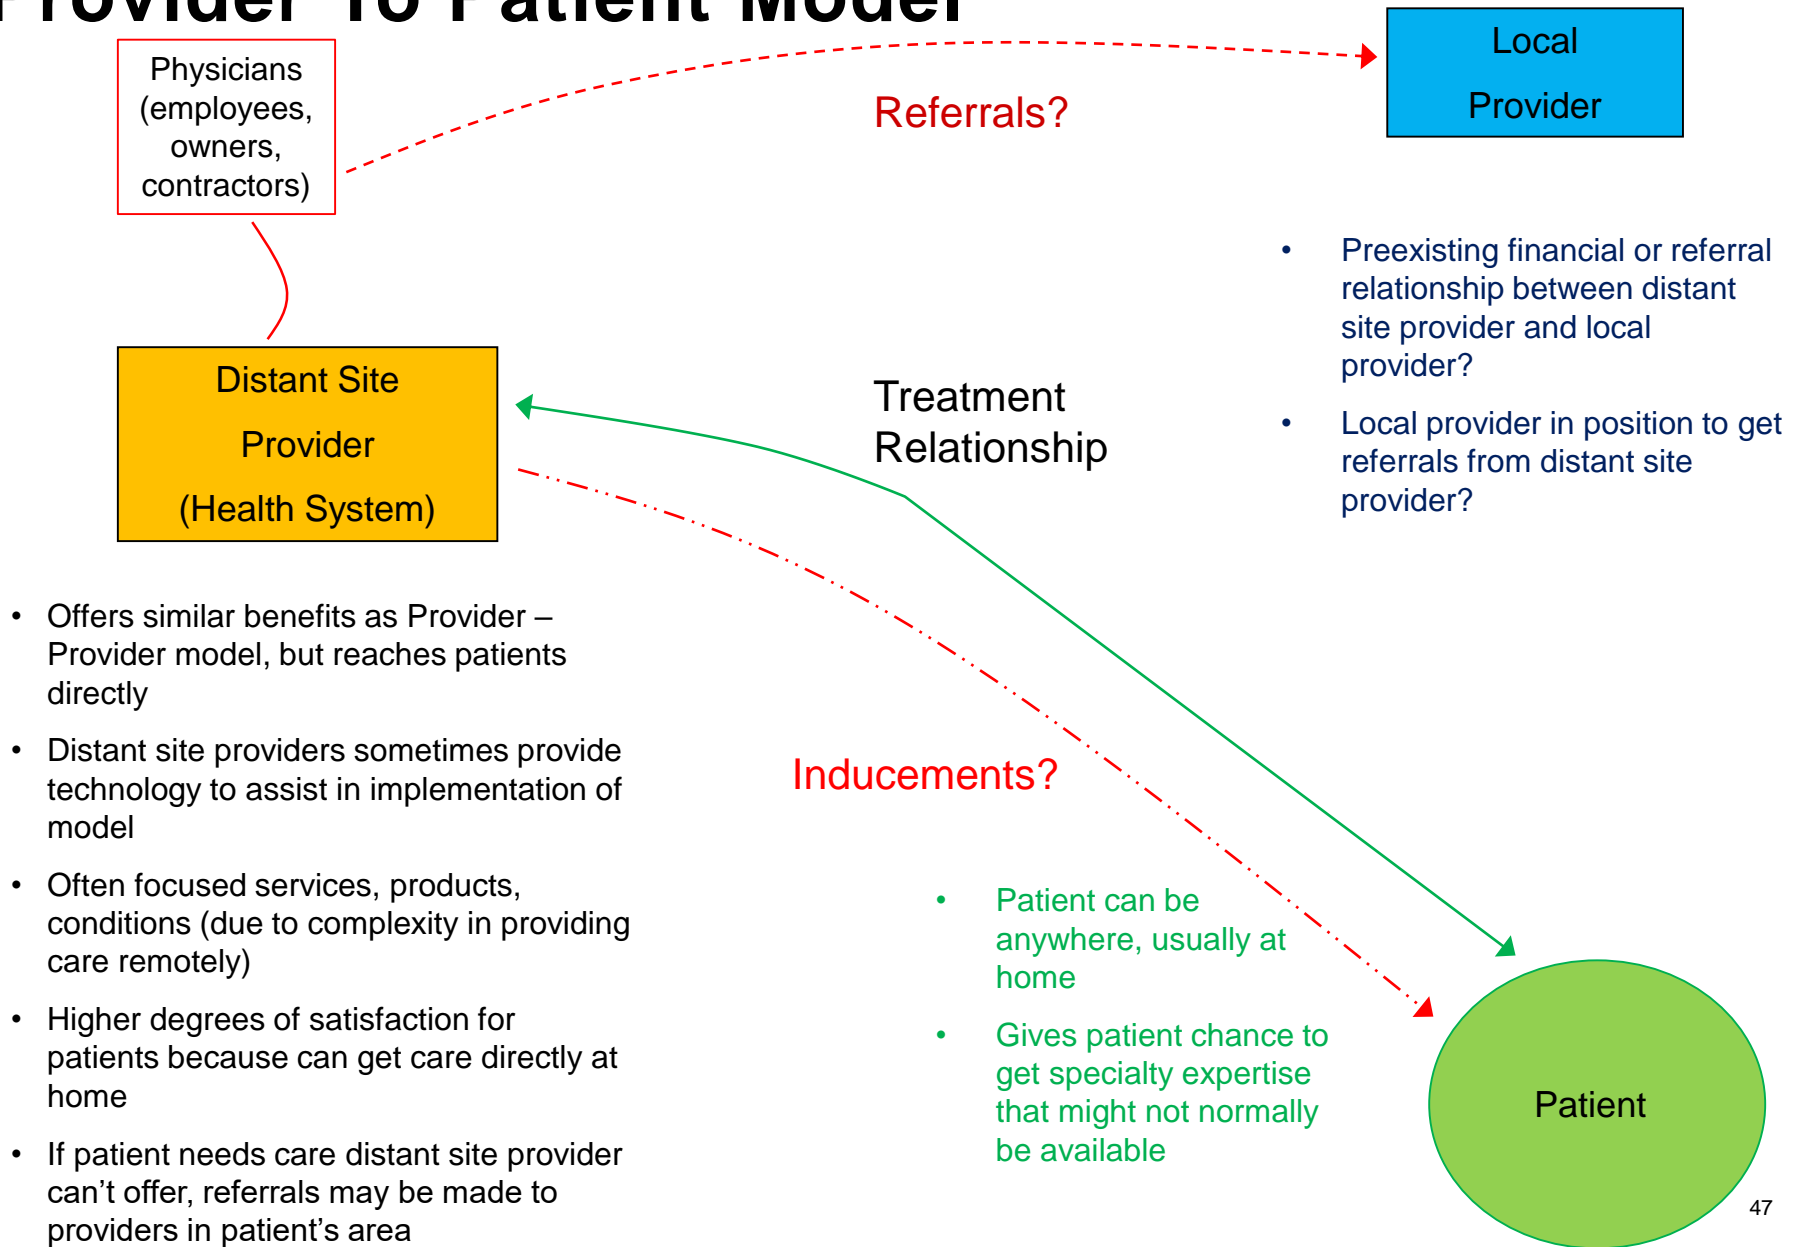 Provider To Patient Model
Physicians
(employees,
owners,
contractors)
Referrals?
Local
Provider
• Preexisting financial or referral
relationship between distant
site provider and local
provider?
• Local provider in position to get
referrals from distant site
provider?
Distant Site
Provider
(Health System)
Treatment
Relationship
• Offers similar benefits as Provider –
Provider model, but reaches patients
directly
• Distant site providers sometimes provide
technology to assist in implementation of
model
• Often focused services, products,
conditions (due to complexity in providing
care remotely)
• Higher degrees of satisfaction for
patients because can get care directly at
home
• If patient needs care distant site provider
can’t offer, referrals may be made to
providers in patient’s area
Inducements?
• Patient can be
anywhere, usually at
home
• Gives patient chance to
get specialty expertise
that might not normally
be available
Patient
47